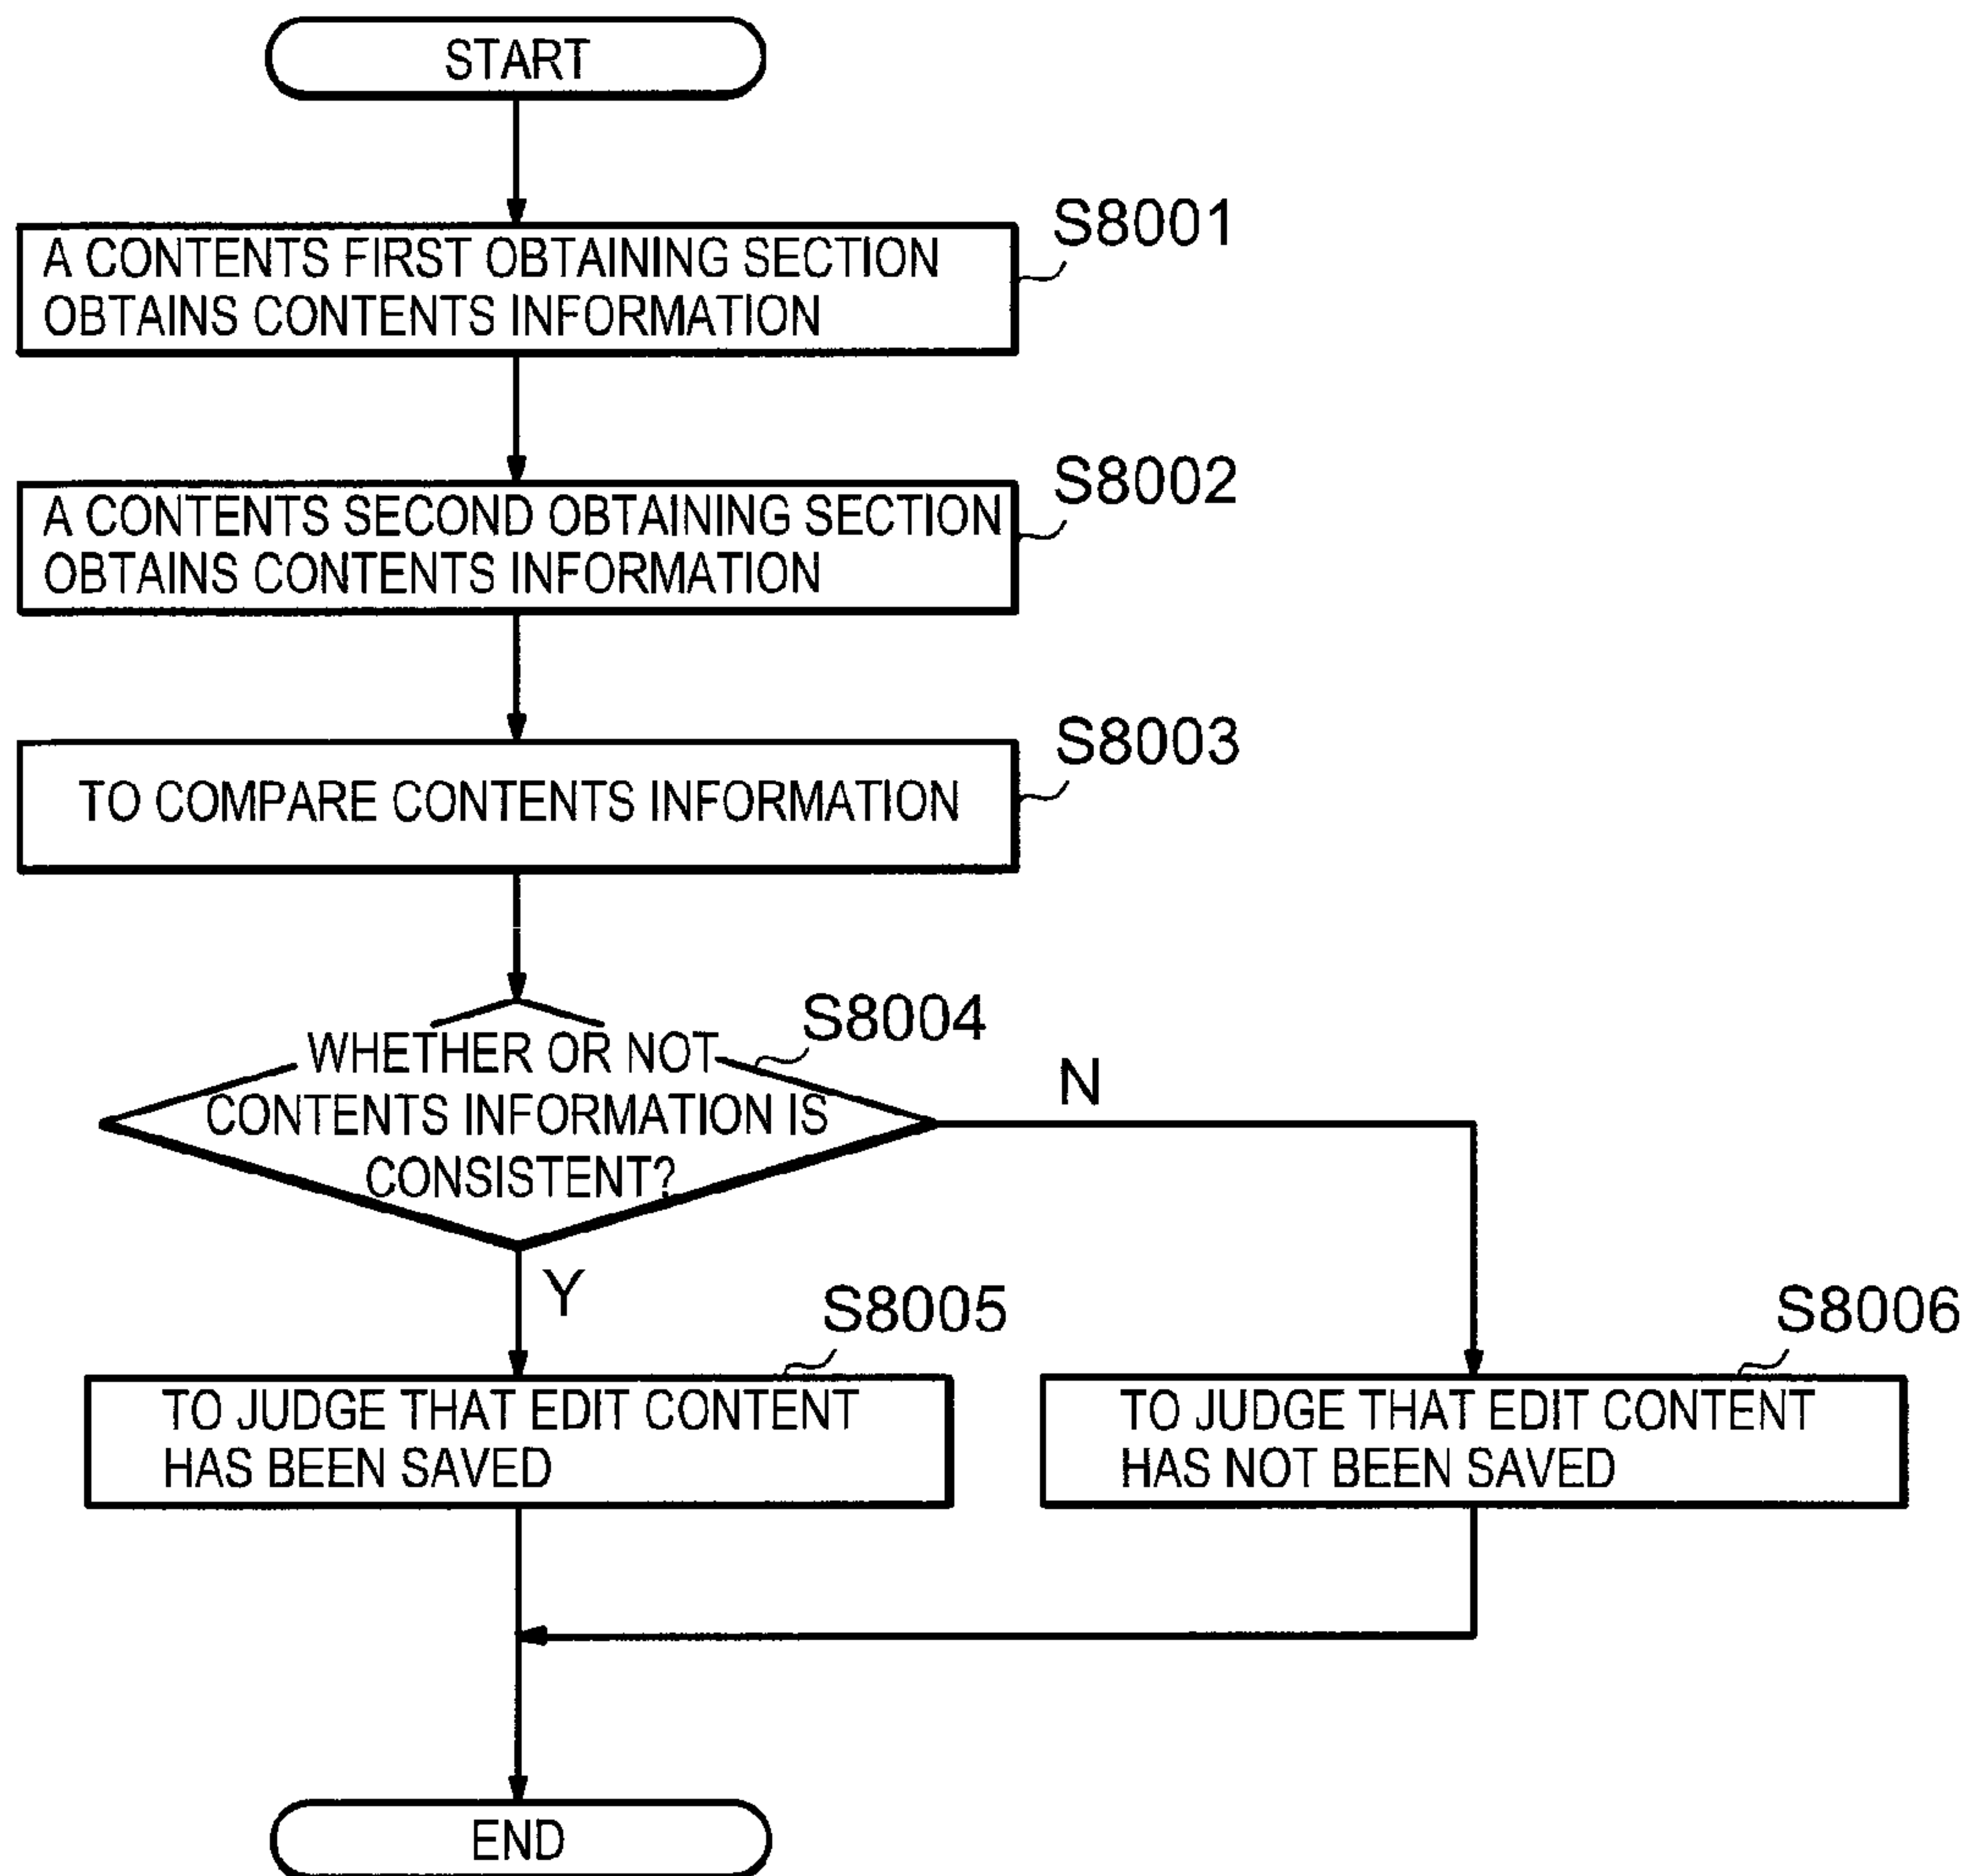 START
S8001
A CONTENTS FIRST OBTAINING SECTION
OBTAINS CONTENTS INFORMATION
S8002
A CONTENTS SECOND OBTAINING SECTION
OBTAINS CONTENTS INFORMATION
S8003
TO COMPARE CONTENTS INFORMATION
S8004
WHETHER OR NOT
CONTENTS INFORMATION IS
CONSISTENT?
N
Y
S8005
TO JUDGE THAT EDIT CONTENT
HAS BEEN SAVED
S8006
TO JUDGE THAT EDIT CONTENT
HAS NOT BEEN SAVED
END